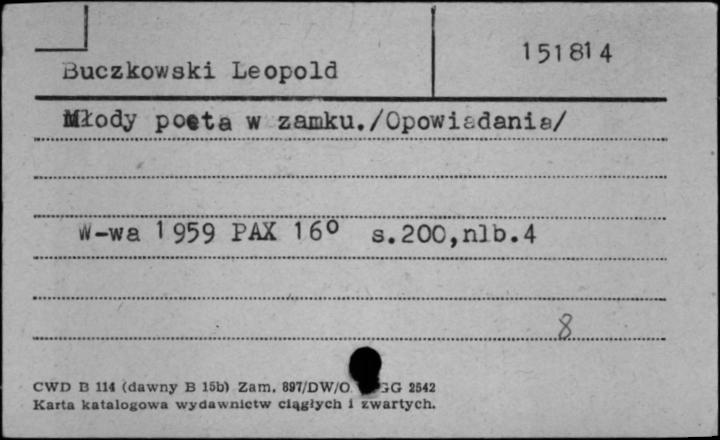 151814
Buczkowski Leopold
Młody poeta w zamku./Opowiadania/
W-wa 1959 PAX 16° s.200,nlb.4
8
CWD B 114 (dawny B 15b) Zam. 897/DW/O GG 2542
Karta katalogowa wydawnictw ciągłych i zwartych.